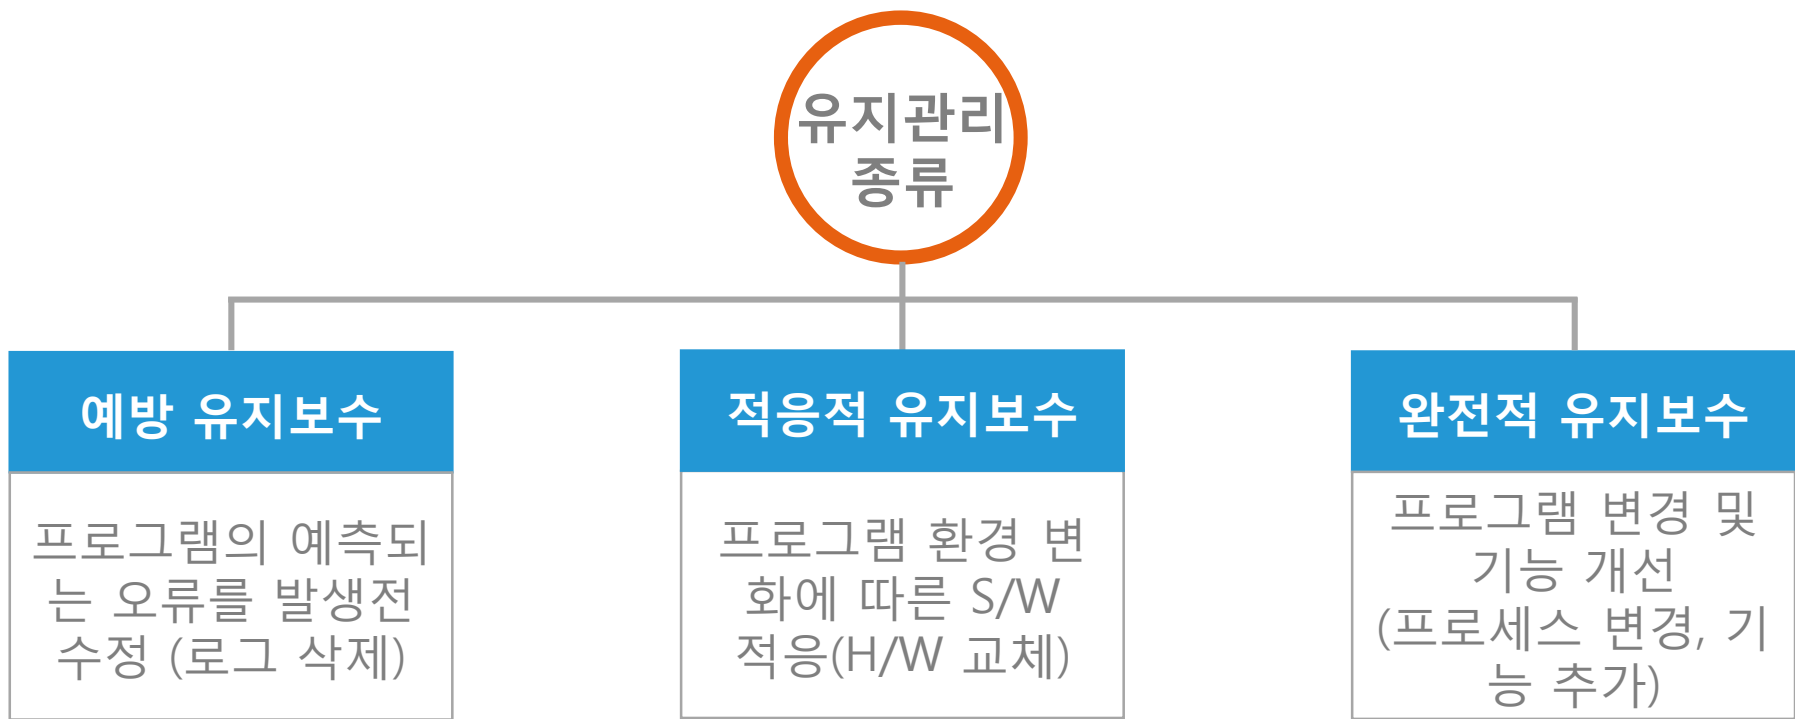 유지관리
종류
예방 유지보수
프로그램의 예측되
는 오류를 발생전
수정 (로그 삭제)
적응적 유지보수
프로그램 환경 변
화에 따른 S/W
적응(H/W 교체)
완전적 유지보수
프로그램 변경 및
기능 개선
(프로세스 변경, 기
능 추가)